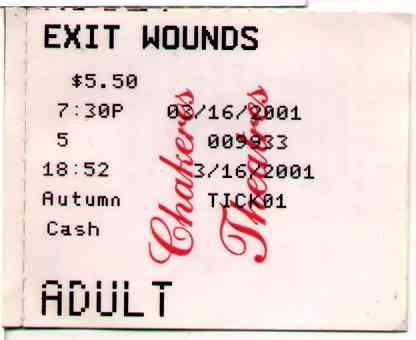 EXIT WOUNDS
$5.50
7:30P 03/16/2001
5 009933
18:52 3/16/2001
Autumn TICK01
Cash
Chakeres
Theatres
ADULT